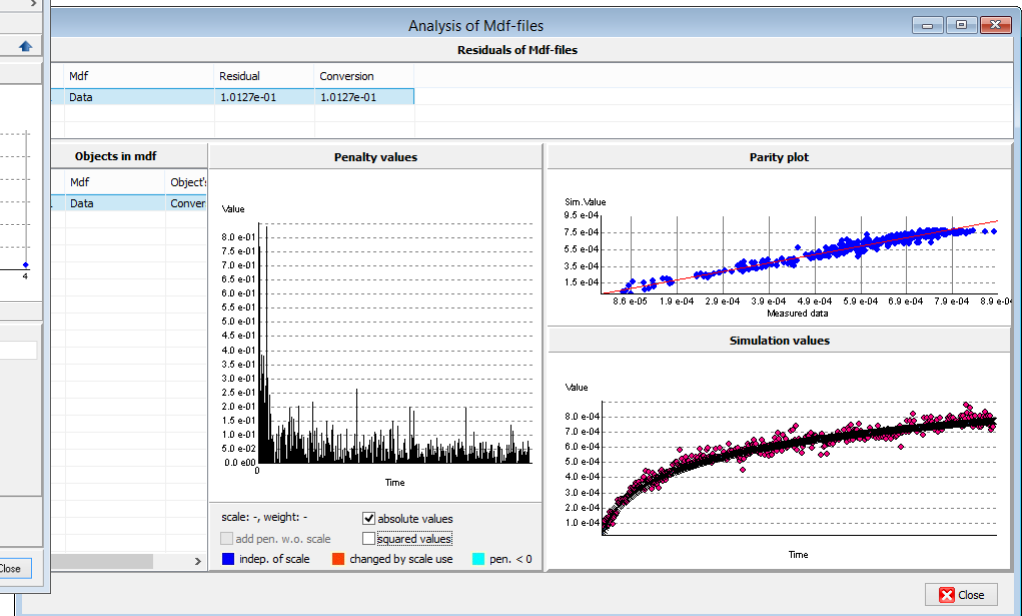 Analysis of Mdf-files
Residuals of Mdf-files
Mdf Residual Conversion
Data 1.0127e-01 1.0127e-01
Objects in mdf
Mdf Object's
Data Conver
Penalty values
Value
8.0 e-01
7.5 e-01
7.0 e-01
6.5 e-01
6.0 e-01
5.5 e-01
5.0 e-01
4.5 e-01
4.0 e-01
3.5 e-01
3.0 e-01
2.5 e-01
2.0 e-01
1.5 e-01
1.0 e-01
5.0 e-02
0.0 e+00
0
Time
scale: -, weight: -
absolute values
add pen. w.o. scale
squared values
indep. of scale
changed by scale use
pen. < 0
Parity plot
Sim.Value
9.5 e-04
7.5 e-04
5.5 e-04
3.5 e-04
1.5 e-04
8.6 e-05 1.9 e-04 2.9 e-04 3.9 e-04 4.9 e-04 5.9 e-04 6.9 e-04 7.9 e-04 8.9 e-0
Measured data
Simulation values
Value
8.0 e-04
7.0 e-04
6.0 e-04
5.0 e-04
4.0 e-04
3.0 e-04
2.0 e-04
1.0 e-04
Time
4
Close
Close